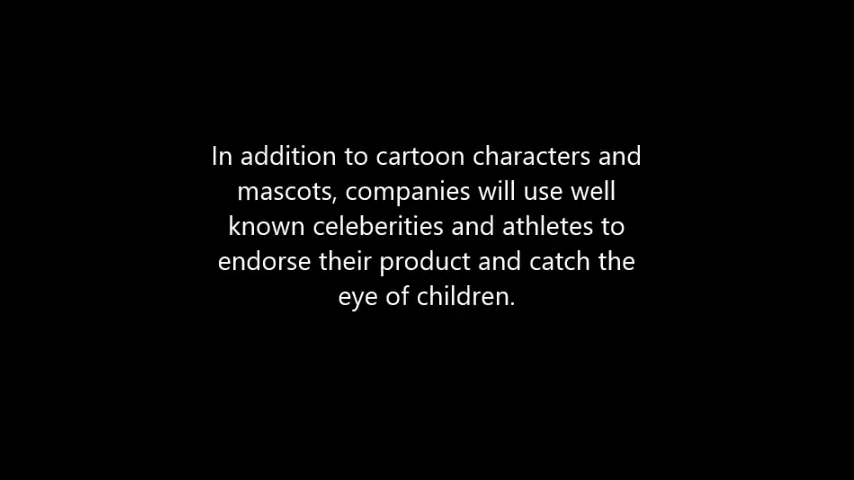 In addition to cartoon characters and
mascots, companies will use well
known celeberities and athletes to
endorse their product and catch the
eye of children.